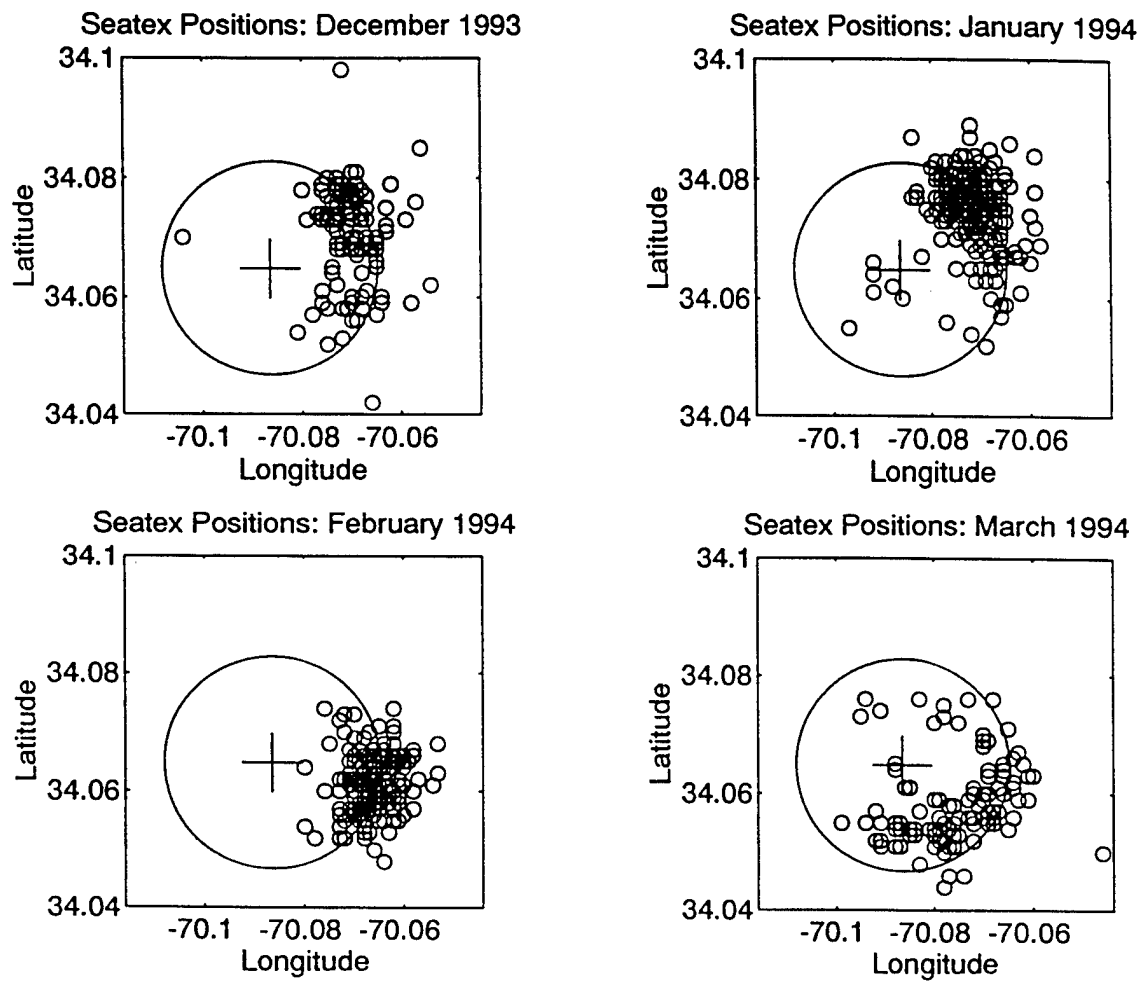 Seatex Positions: December 1993
34.1
34.08
34.06
34.04
Latitude
-70.1 -70.08 -70.06
Longitude
Seatex Positions: January 1994
34.1
34.08
34.06
34.04
Latitude
-70.1 -70.08 -70.06
Longitude
Seatex Positions: February 1994
34.1
34.08
34.06
34.04
Latitude
-70.1 -70.08 -70.06
Longitude
Seatex Positions: March 1994
34.1
34.08
34.06
34.04
Latitude
-70.1 -70.08 -70.06
Longitude